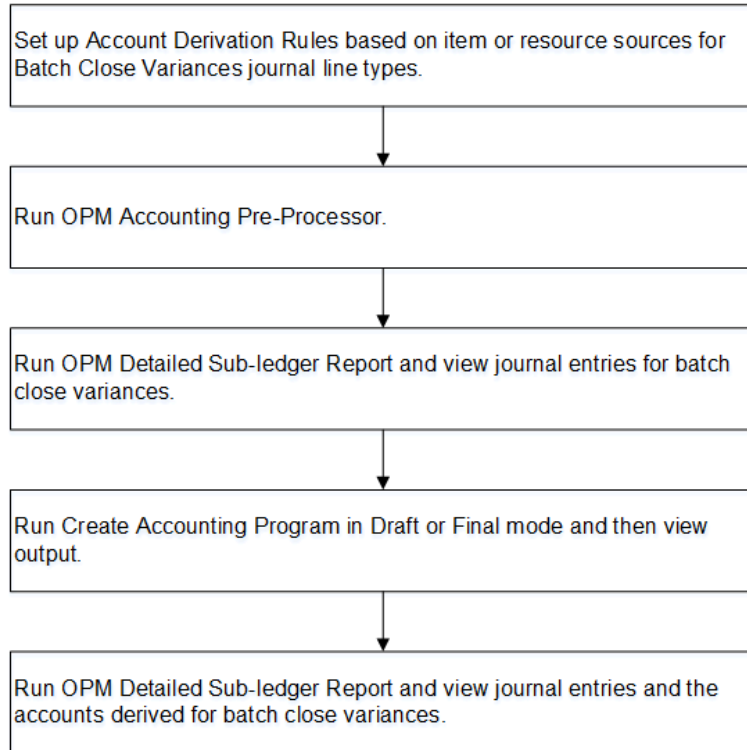 Set up Account Derivation Rules based on item or resource sources for
Batch Close Variances journal line types.
Run OPM Accounting Pre-Processor.
Run OPM Detailed Sub-ledger Report and view journal entries for batch
close variances.
Run Create Accounting Program in Draft or Final mode and then view
output.
Run OPM Detailed Sub-ledger Report and view journal entries and the
accounts derived for batch close variances.